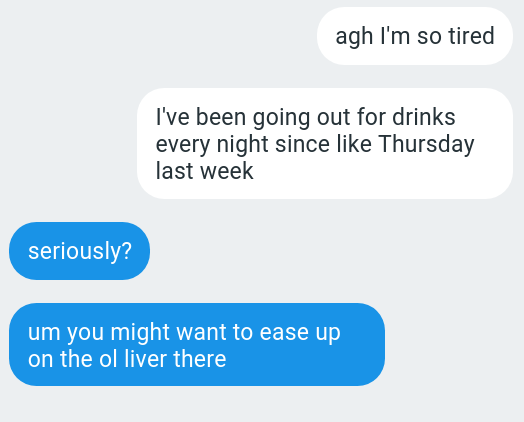 agh I'm so tired
I've been going out for drinks
every night since like Thursday
last week
seriously?
um you might want to ease up
on the ol liver there